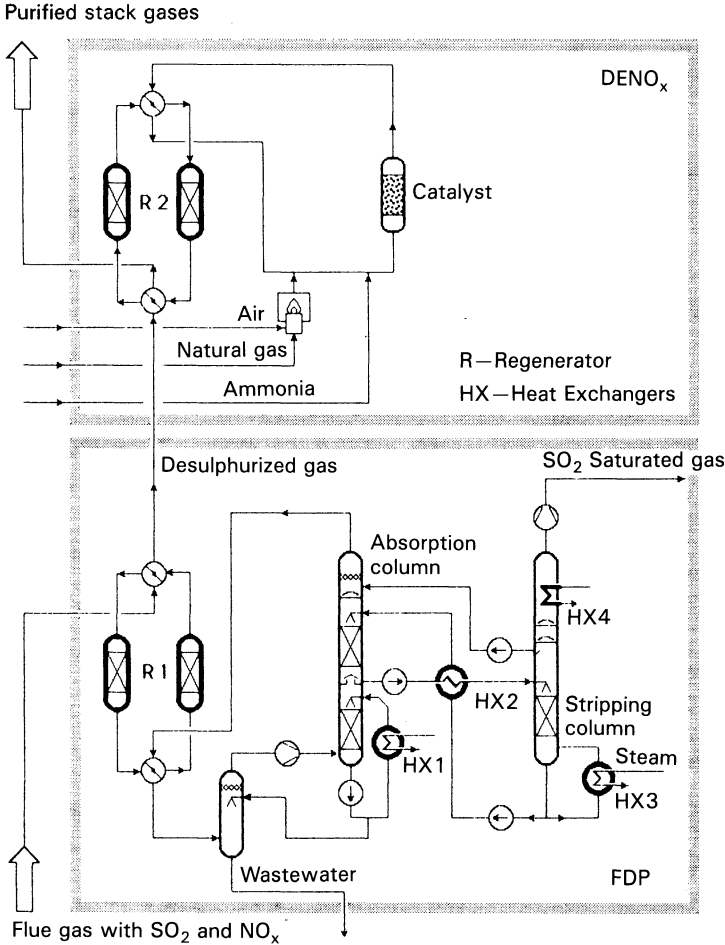 Purified stack gases
DENOx
R 2
Catalyst
Air
Natural gas
R—Regenerator
Ammonia
HX—Heat Exchangers
Desulphurized gas
SO2 Saturated gas
Absorption
column
HX4
R 1
HX2
Stripping
column
HX1
Steam
HX3
Wastewater
FDP
Flue gas with SO2 and NOx